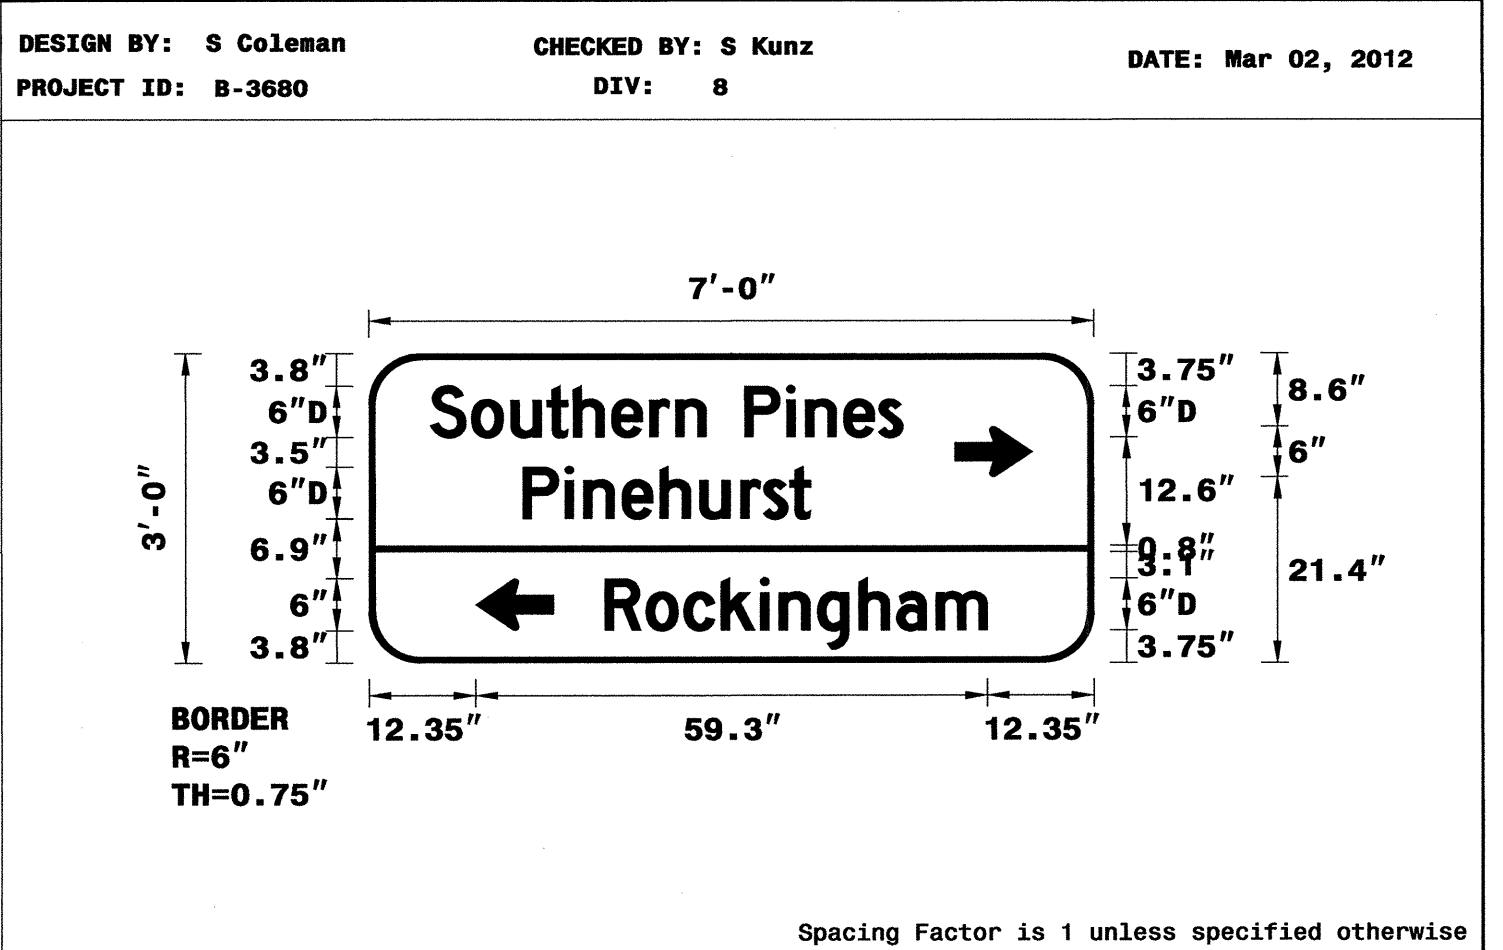 DESIGN BY: S Coleman
CHECKED BY: S Kunz
DATE: Mar 02, 2012
PROJECT ID: B-3680
DIV: 8
7'-0"
3'-0"
3.8"
6"D
3.5"
6"D
6.9"
6"
3.8"
Southern Pines
Pinehurst
Rockingham
3.75"
6"D
12.6"
0.8"
3.1"
6"D
3.75"
8.6"
6"
21.4"
12.35"
59.3"
12.35"
BORDER
R=6"
TH=0.75"
Spacing Factor is 1 unless specified otherwise